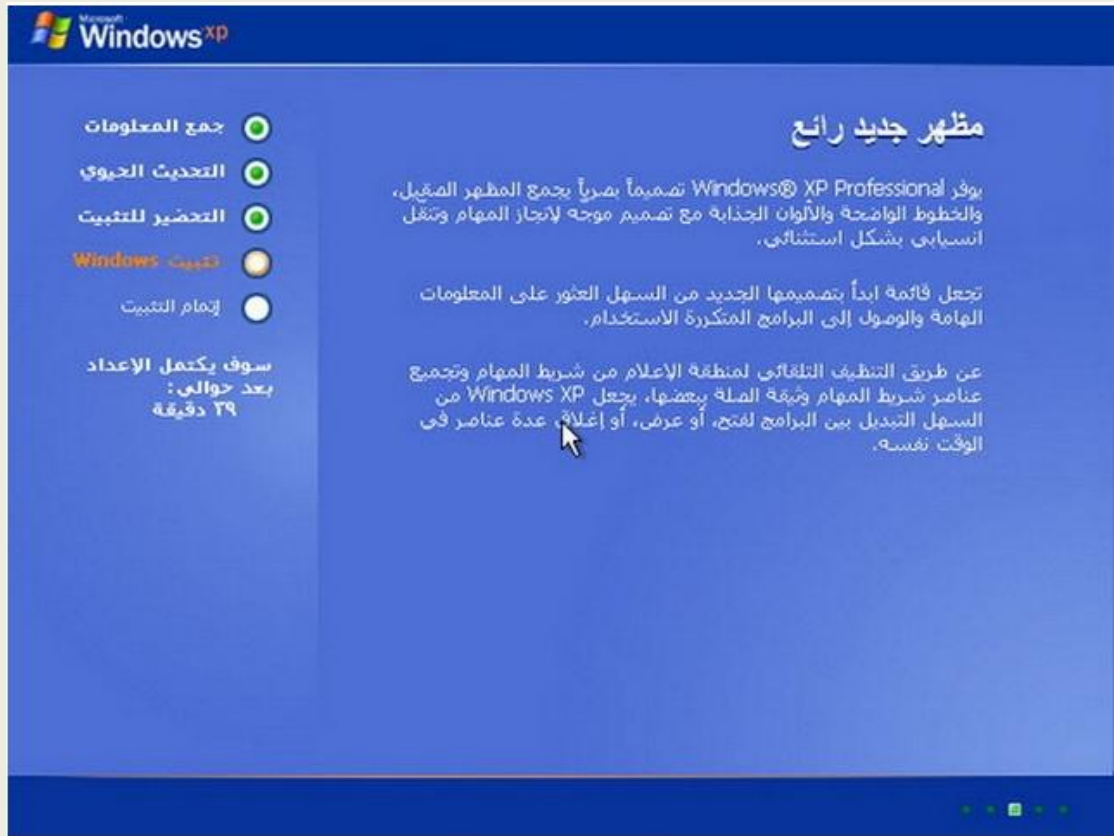 Microsoft
Windows xp
جمع المعلومات
التحديث الحيوي
التحضير للتثبيت
تثبيت Windows
إتمام التثبيت
سوف يكتمل الإعداد
بعد حوالي:
٣٩ دقيقة
مظهر جديد رائع
يوفر Windows® XP Professional تصميماً بصرياً يجمع المظهر الصقيل،
والخطوط الواضحة والألوان الجذابة مع تصميم موجه لإنجاز المهام وتنقل
انسيابي بشكل استثنائي.
تجعل قائمة ابدأ بتصميمها الجديد من السهل العثور على المعلومات
الهامة والوصول إلى البرامج المتكررة الاستخدام.
عن طريق التنظيف التلقائي لمنطقة الإعلام من شريط المهام وتجميع
عناصر شريط المهام وثيقة الصلة ببعضها، يجعل Windows XP من
السهل التبديل بين البرامج لفتح، أو عرض، أو إغلاق عدة عناصر في
الوقت نفسه.